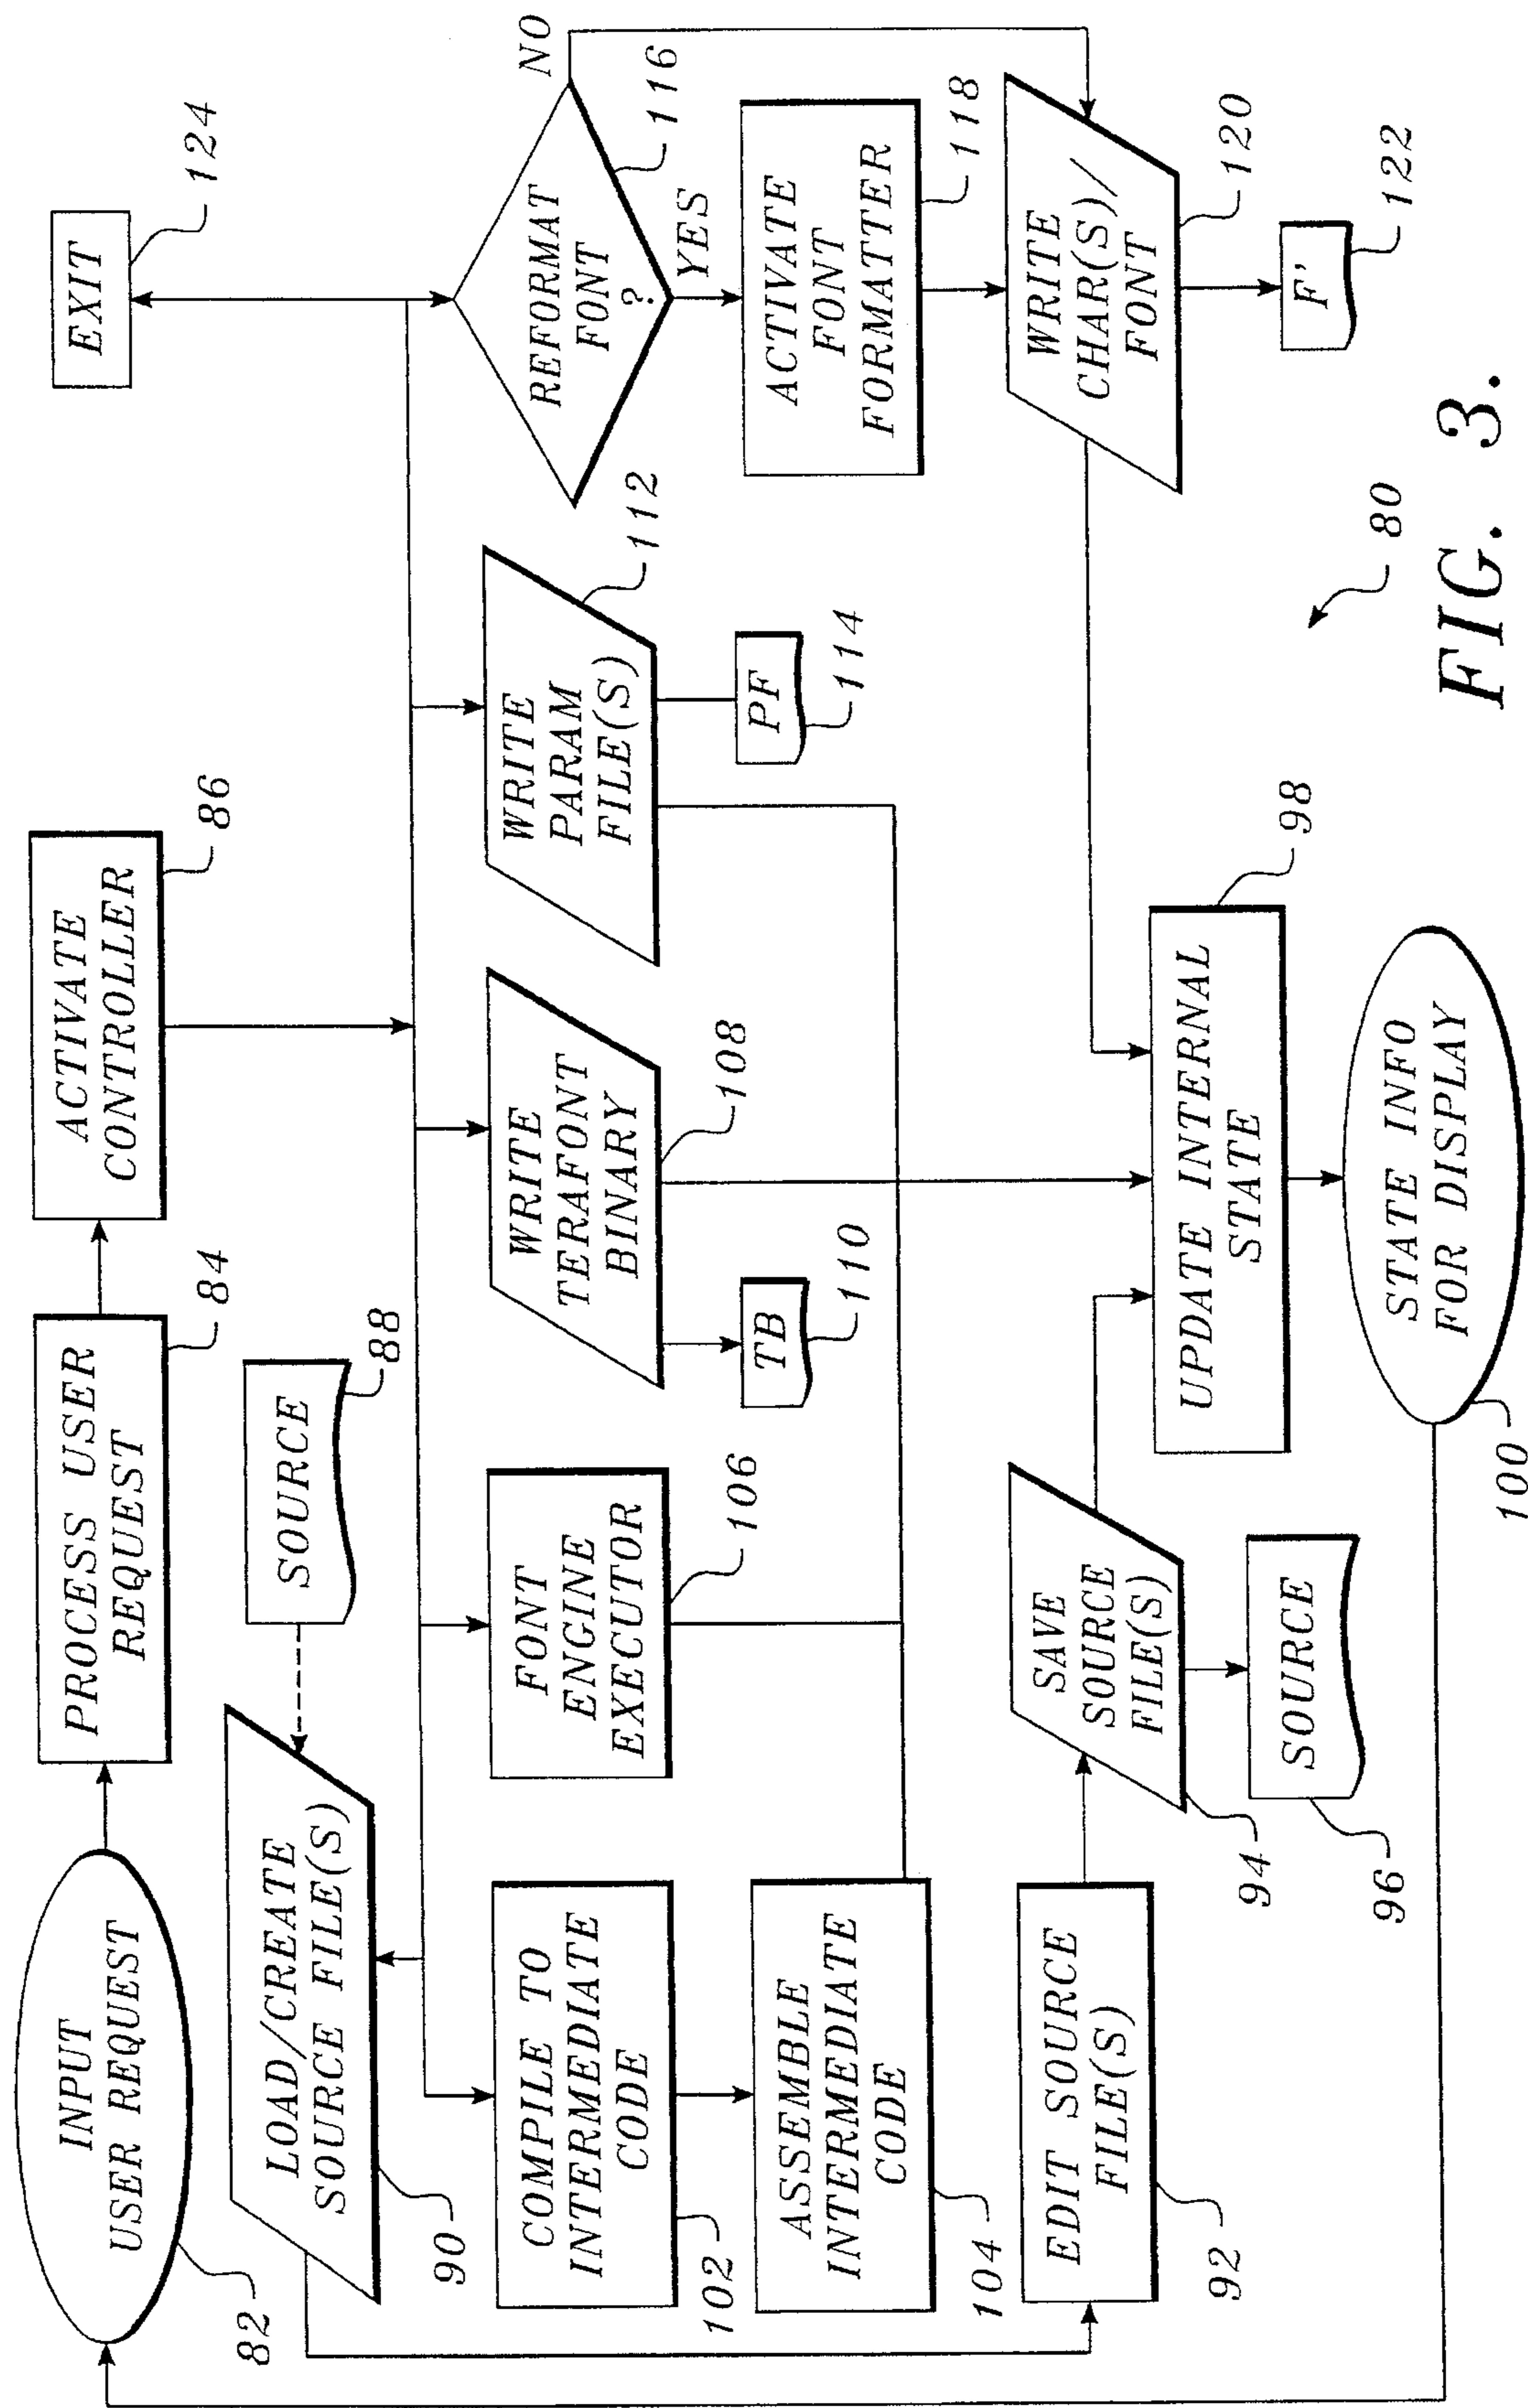 INPUT
USER REQUEST
82
PROCESS USER
REQUEST
84
ACTIVATE
CONTROLLER
86
EXIT
124
SOURCE
88
LOAD/CREATE
SOURCE FILE(S)
90
COMPILE TO
INTERMEDIATE
CODE
102
FONT
ENGINE
EXECUTOR
106
WRITE
TERAFONT
BINARY
108
WRITE
PARAM
FILE(S)
112
REFORMAT
FONT
?
116
NO
YES
TB
110
PF
114
ACTIVATE
FONT
FORMATTER
118
ASSEMBLE
INTERMEDIATE
CODE
104
EDIT SOURCE
FILE(S)
92
SAVE
SOURCE
FILE(S)
94
SOURCE
96
UPDATE INTERNAL
STATE
98
WRITE
CHAR(S)/
FONT
120
F'
122
STATE INFO
FOR DISPLAY
100
80
FIG. 3.